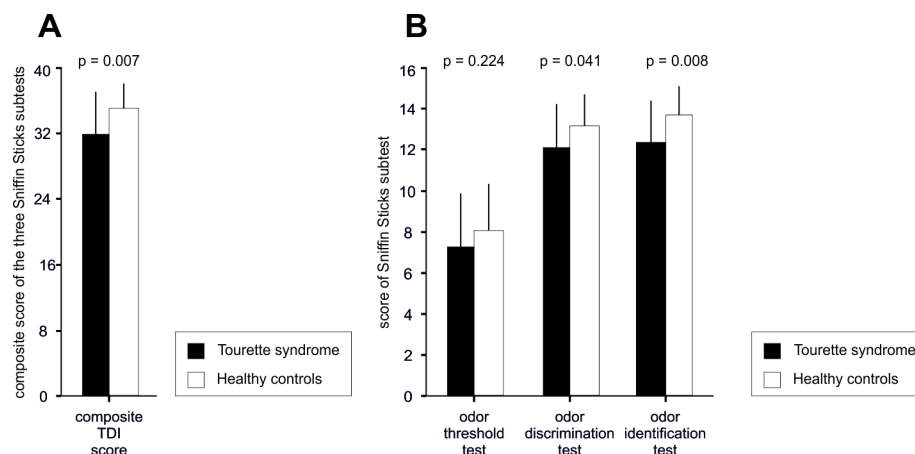 A
p = 0.007
composite score of the three Sniffin Sticks subtests
40
32
24
16
8
0
composite
TDI
score
Tourette syndrome
Healthy controls
B
p = 0.224
p = 0.041
p = 0.008
score of Sniffin Sticks subtest
16
14
12
10
8
6
4
2
0
odor
threshold
test
odor
discrimination
test
odor
identification
test
Tourette syndrome
Healthy controls